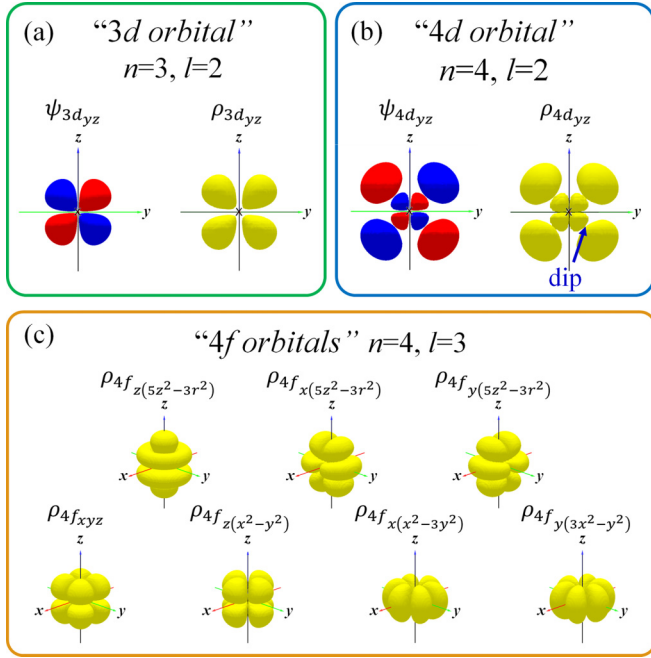 (a) “3d orbital”
n=3, l=2
ψ3dyz ρ3dyz
z z
x y x y
(b) “4d orbital”
n=4, l=2
ψ4dyz ρ4dyz
z z
x y x y
dip
(c) “4f orbitals” n=4, l=3
ρ4fz(5z²−3r²) ρ4fx(5z²−3r²) ρ4fy(5z²−3r²)
z z z
x y x y x y
ρ4fxyz ρ4fz(x²−y²) ρ4fx(x²−3y²) ρ4fy(3x²−y²)
z z z z
x y x y x y x y